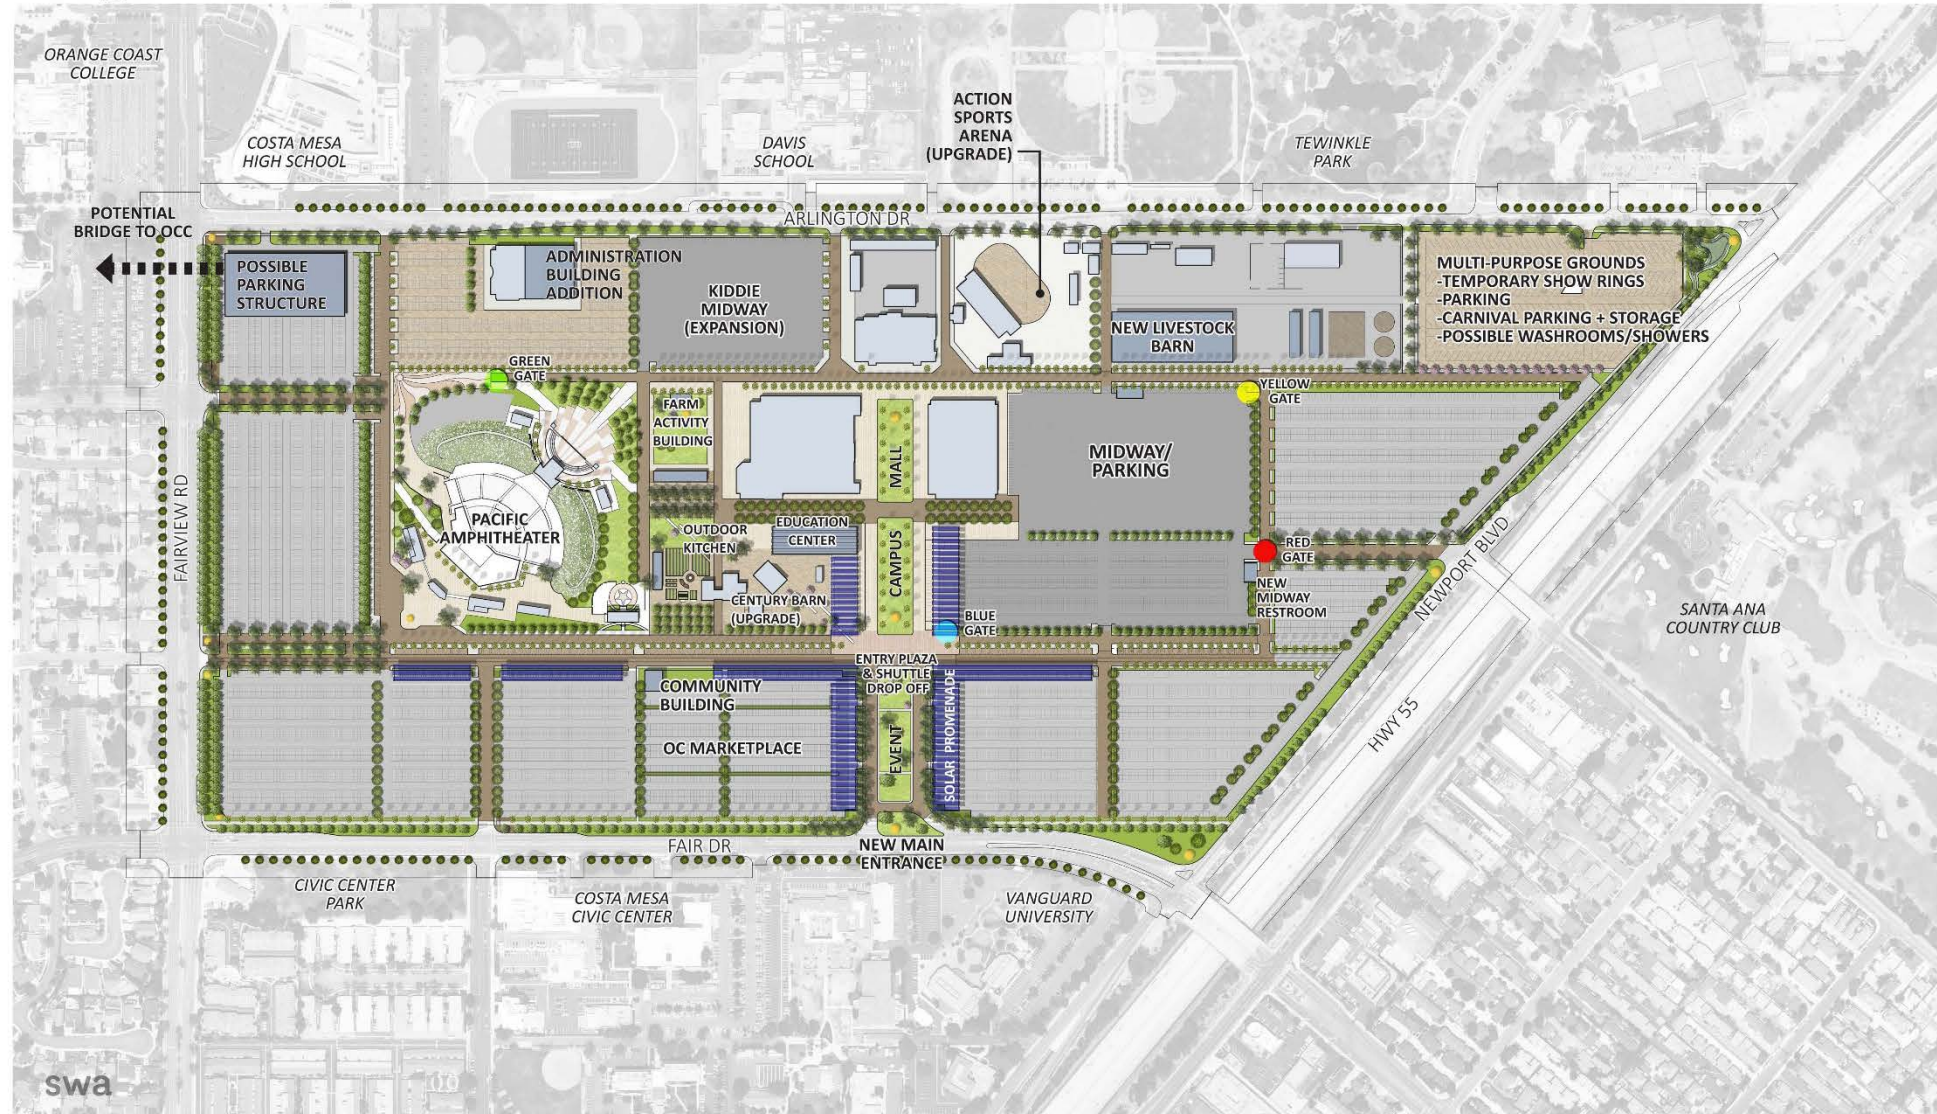 ORANGE COAST
COLLEGE
COSTA MESA
HIGH SCHOOL
DAVIS
SCHOOL
ACTION
SPORTS
ARENA
(UPGRADE)
TEWINKLE
PARK
POTENTIAL
BRIDGE TO OCC
ARLINGTON DR
POSSIBLE
PARKING
STRUCTURE
ADMINISTRATION
BUILDING
ADDITION
KIDDIE
MIDWAY
(EXPANSION)
NEW LIVESTOCK
BARN
MULTI-PURPOSE GROUNDS
-TEMPORARY SHOW RINGS
-PARKING
-CARNIVAL PARKING + STORAGE
-POSSIBLE WASHROOMS/SHOWERS
GREEN
GATE
YELLOW
GATE
FARM
ACTIVITY
BUILDING
MALL
MIDWAY/
PARKING
FAIRVIEW RD
PACIFIC
AMPHITHEATER
OUTDOOR
KITCHEN
EDUCATION
CENTER
CAMPUS
RED
GATE
NEW
MIDWAY
RESTROOM
NEWPORT BLVD
CENTURY BARN
(UPGRADE)
BLUE
GATE
SANTA ANA
COUNTRY CLUB
ENTRY PLAZA
& SHUTTLE
DROP OFF
COMMUNITY
BUILDING
OC MARKETPLACE
EVENT
SOLAR PROMENADE
HWY 55
FAIR DR
NEW MAIN
ENTRANCE
CIVIC CENTER
PARK
COSTA MESA
CIVIC CENTER
VANGUARD
UNIVERSITY
swa